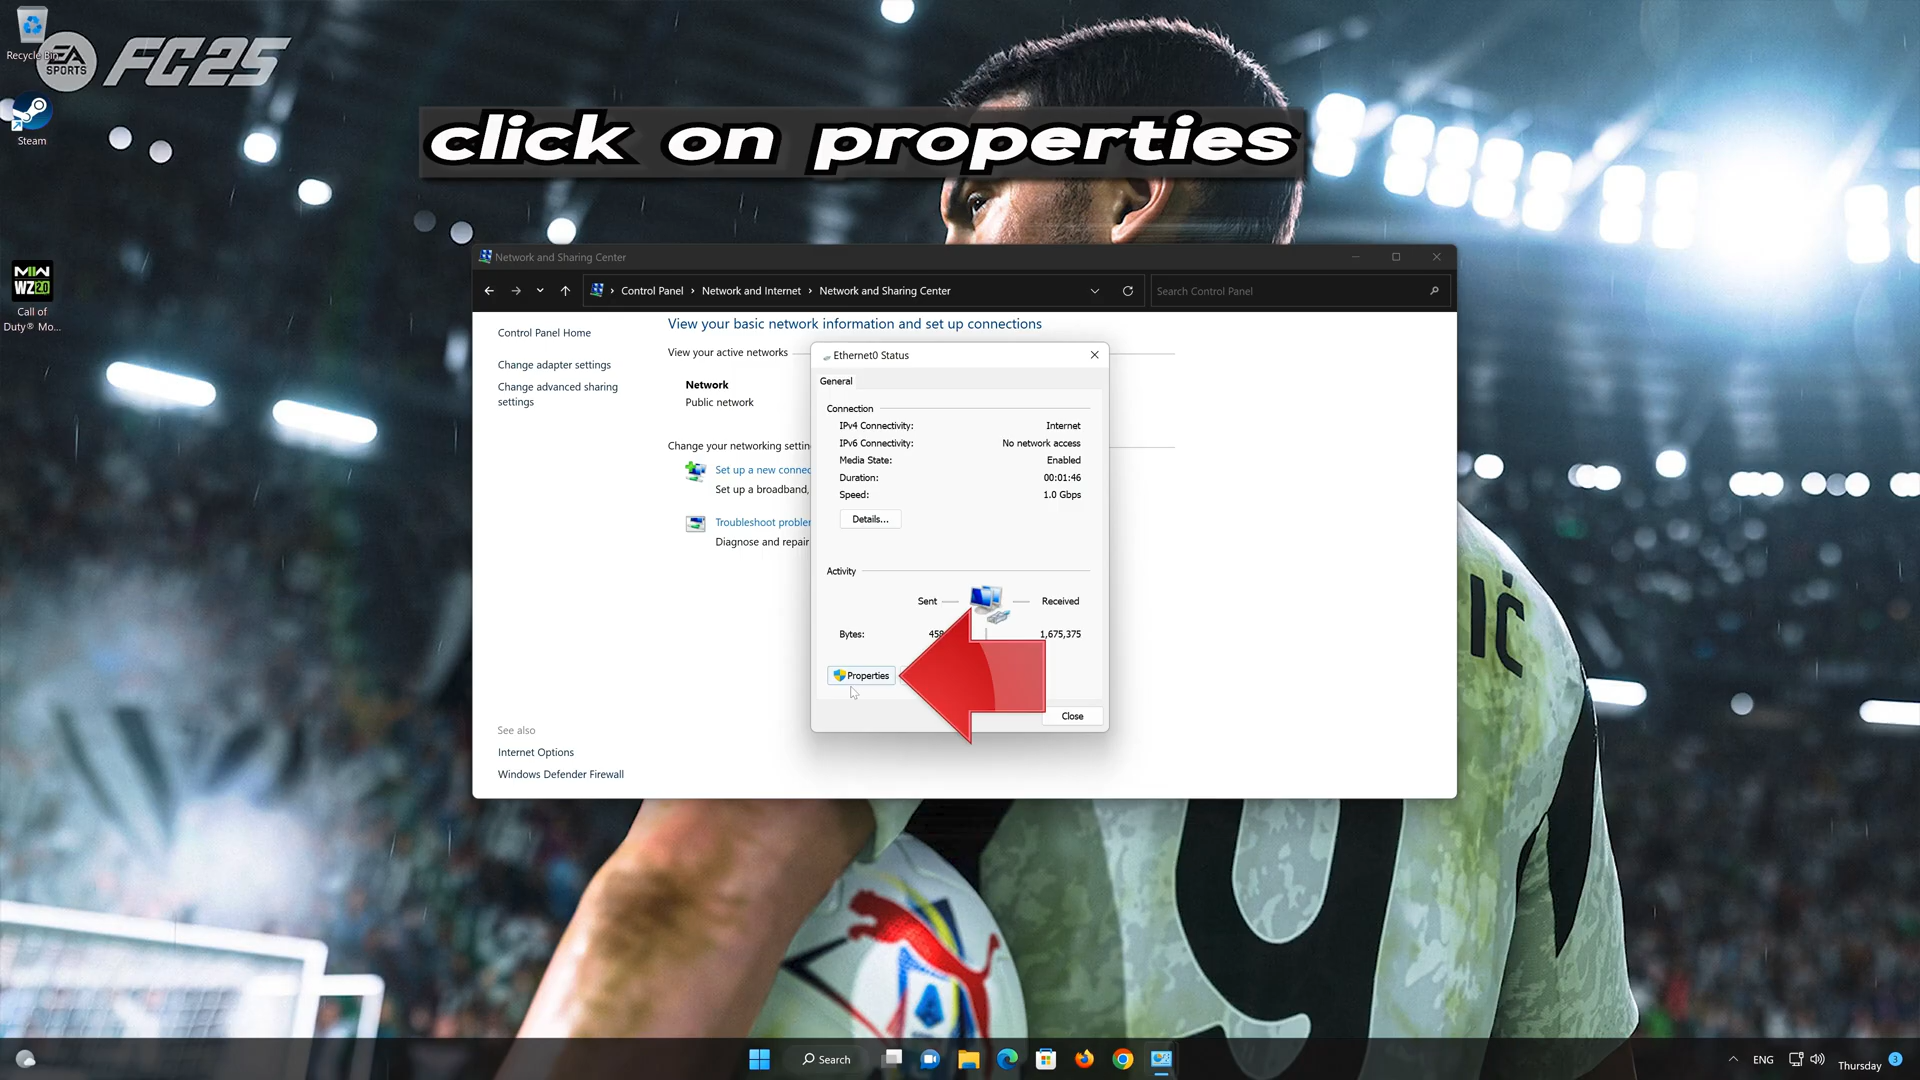 Recycle Bin
EA SPORTS FC25
Steam
click on properties
MW
WZ 2.0
Call of
Duty® Mo...
Network and Sharing Center
Control Panel > Network and Internet > Network and Sharing Center
Search Control Panel
Control Panel Home
Change adapter settings
Change advanced sharing
settings
View your basic network information and set up connections
View your active networks
Network
Public network
Change your networking settin
Set up a new connec
Set up a broadband,
Troubleshoot probler
Diagnose and repair
Ethernet0 Status
General
Connection
IPv4 Connectivity: Internet
IPv6 Connectivity: No network access
Media State: Enabled
Duration: 00:01:46
Speed: 1.0 Gbps
Details...
Activity
Sent Received
Bytes: 458 1,675,375
Properties
Close
See also
Internet Options
Windows Defender Firewall
IĆ
9
Search
ENG
Thursday
3